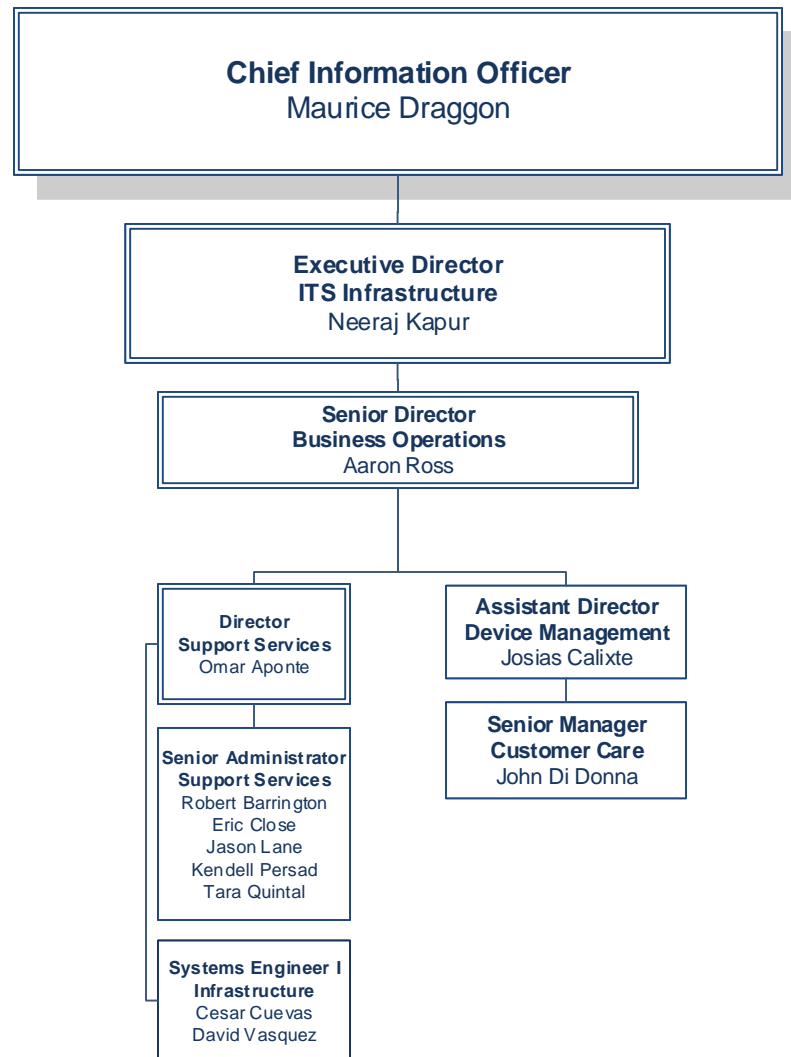 Chief Information Officer
Maurice Draggon
Executive Director
ITS Infrastructure
Neeraj Kapur
Senior Director
Business Operations
Aaron Ross
Director
Support Services
Omar Aponte
Senior Administrator
Support Services
Robert Barrington
Eric Close
Jason Lane
Kendell Persad
Tara Quintal
Systems Engineer I
Infrastructure
Cesar Cuevas
David Vasquez
Assistant Director
Device Management
Josias Calixte
Senior Manager
Customer Care
John Di Donna